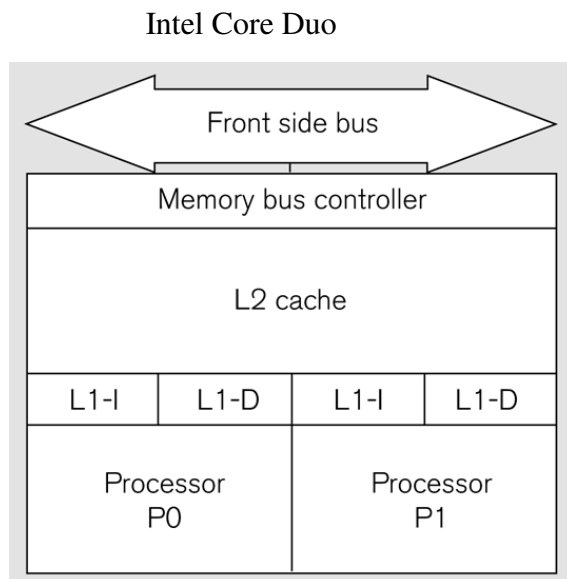 Intel Core Duo
Front side bus
Memory bus controller
L2 cache
L1-I L1-D L1-I L1-D
Processor Processor
P0 P1